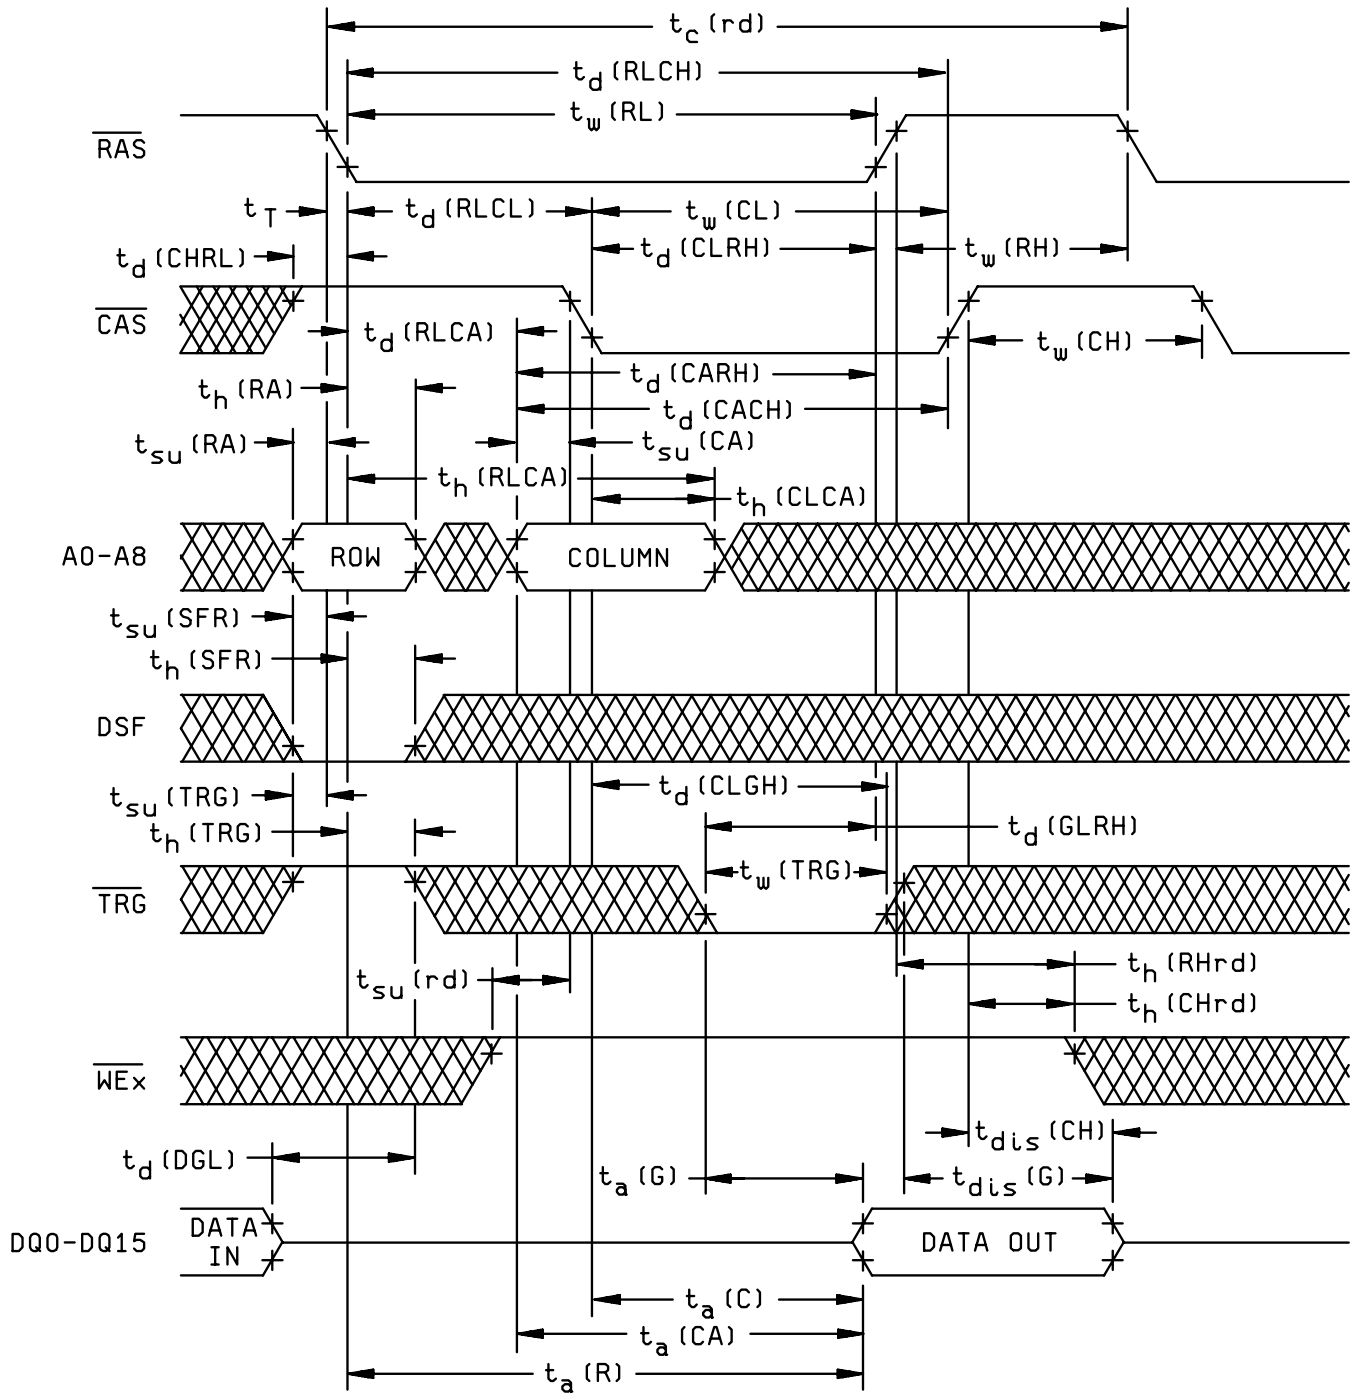 tc(rd)
td(RLCH)
tw(RL)
RAS
tT
td(RLCL)
tw(CL)
td(CHRL)
td(CLRH)
tw(RH)
CAS
td(RLCA)
tw(CH)
th(RA)
td(CARH)
td(CACH)
tsu(RA)
tsu(CA)
th(RLCA)
th(CLCA)
A0-A8
ROW
COLUMN
tsu(SFR)
th(SFR)
DSF
tsu(TRG)
td(CLGH)
th(TRG)
td(GLRH)
TRG
tw(TRG)
tsu(rd)
th(RHrd)
th(CHrd)
WEx
tdis(CH)
td(DGL)
ta(G)
tdis(G)
DQ0-DQ15
DATA
IN
DATA OUT
ta(C)
ta(CA)
ta(R)